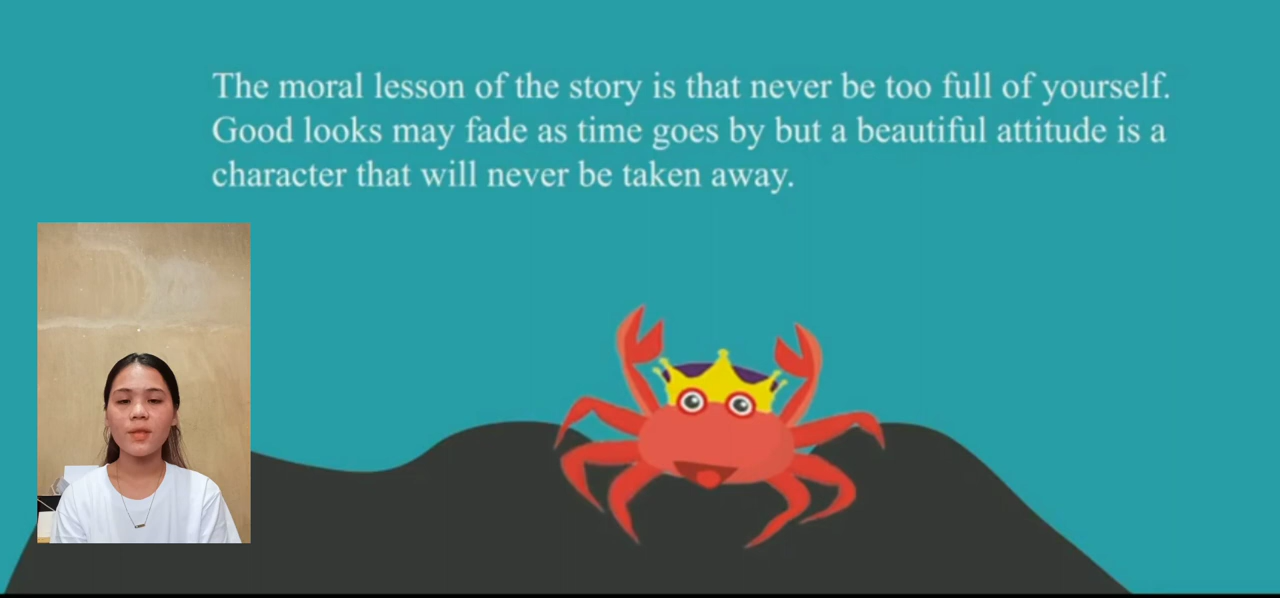 The moral lesson of the story is that never be too full of yourself.
Good looks may fade as time goes by but a beautiful attitude is a
character that will never be taken away.